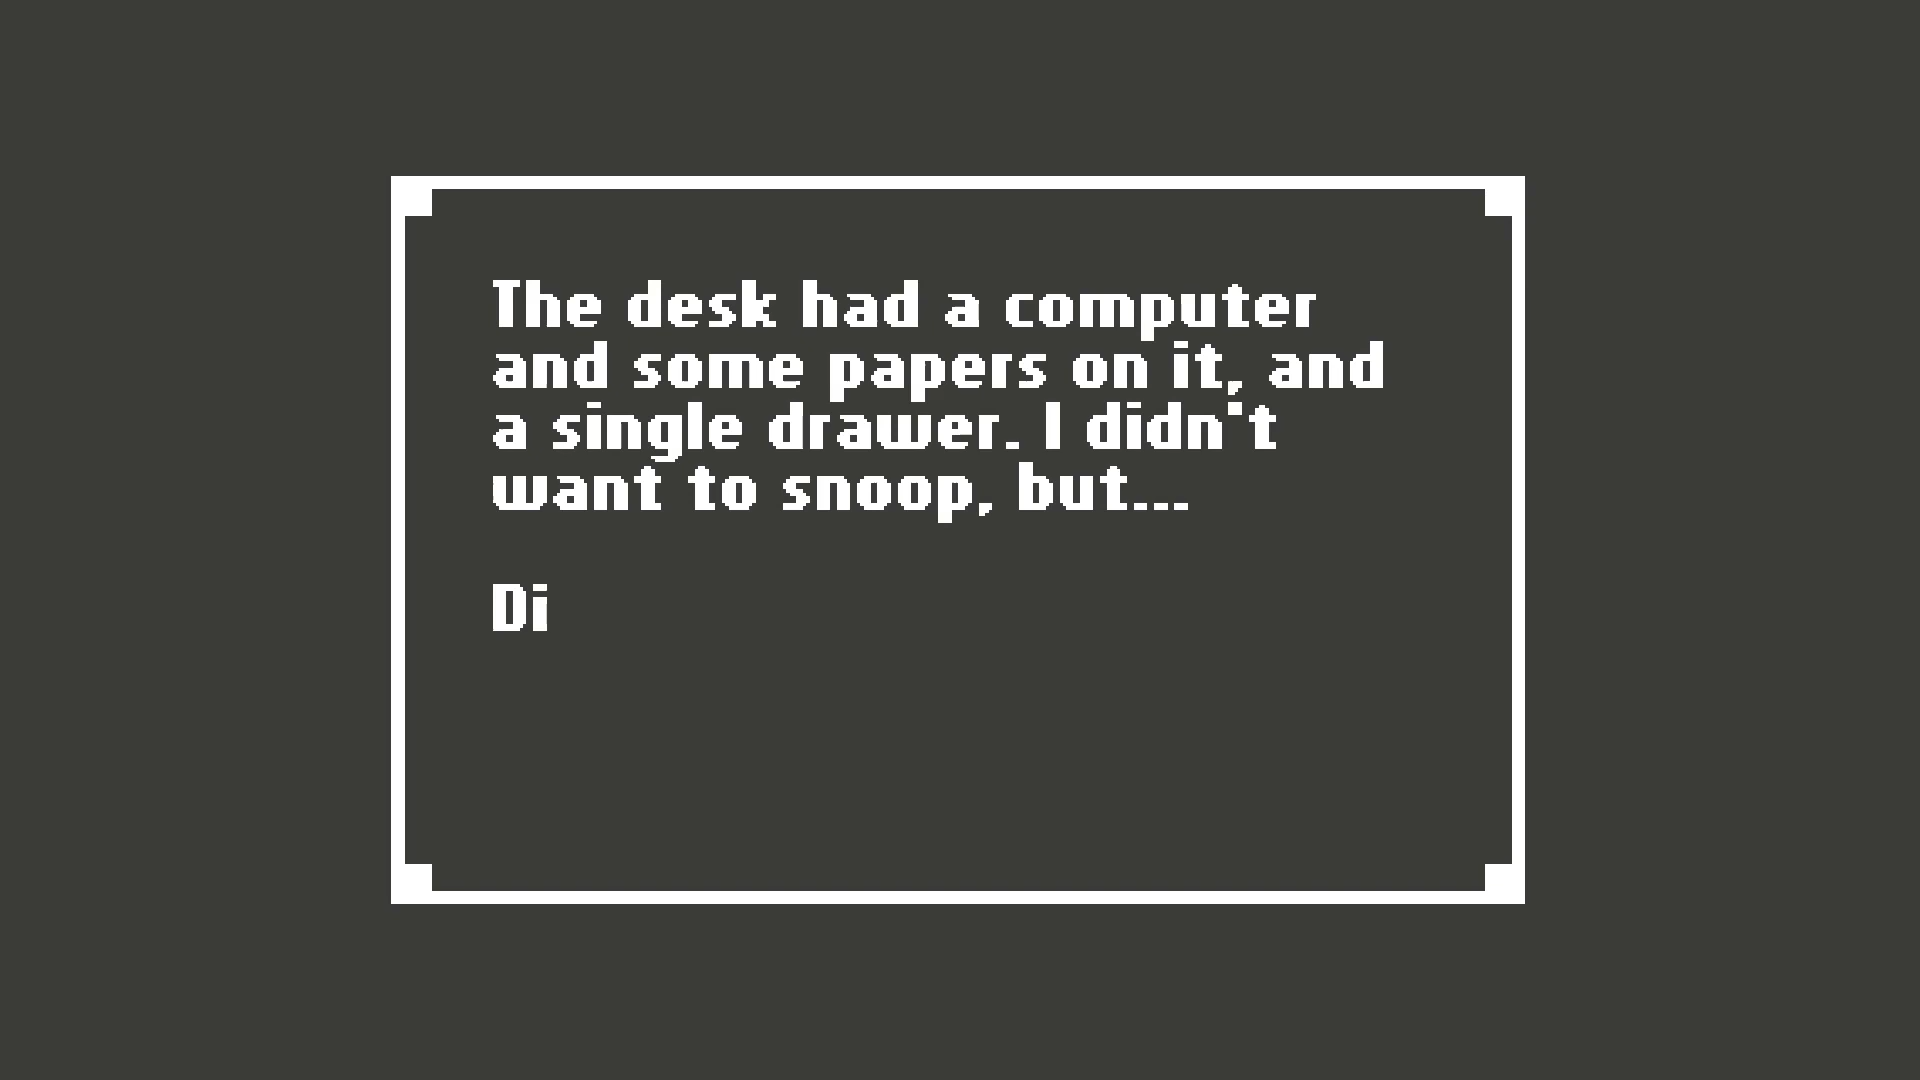 The desk had a computer
and some papers on it, and
a single drawer. I didn't
want to snoop, but...
Di